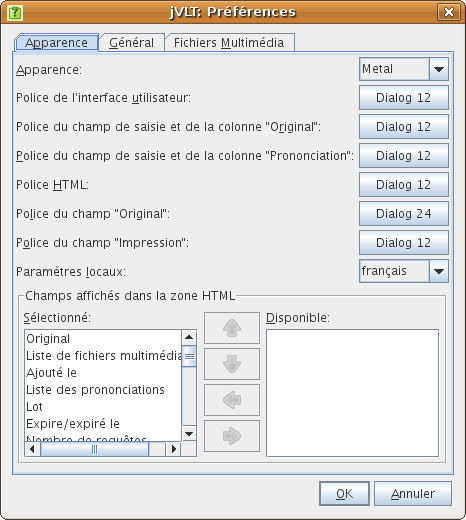 jVLT: Préférences
Apparence Général Fichiers Multimédia
Apparence: Metal
Police de l'interface utilisateur: Dialog 12
Police du champ de saisie et de la colonne "Original": Dialog 12
Police du champ de saisie et de la colonne "Prononciation": Dialog 12
Police HTML: Dialog 12
Police du champ "Original": Dialog 24
Police du champ "Impression": Dialog 12
Paramètres locaux: français
Champs affichés dans la zone HTML
Sélectionné: Disponible:
Original
Liste de fichiers multimédia
Ajouté le
Liste des prononciations
Lot
Expire/expiré le
Nombre de requêtes
OK Annuler